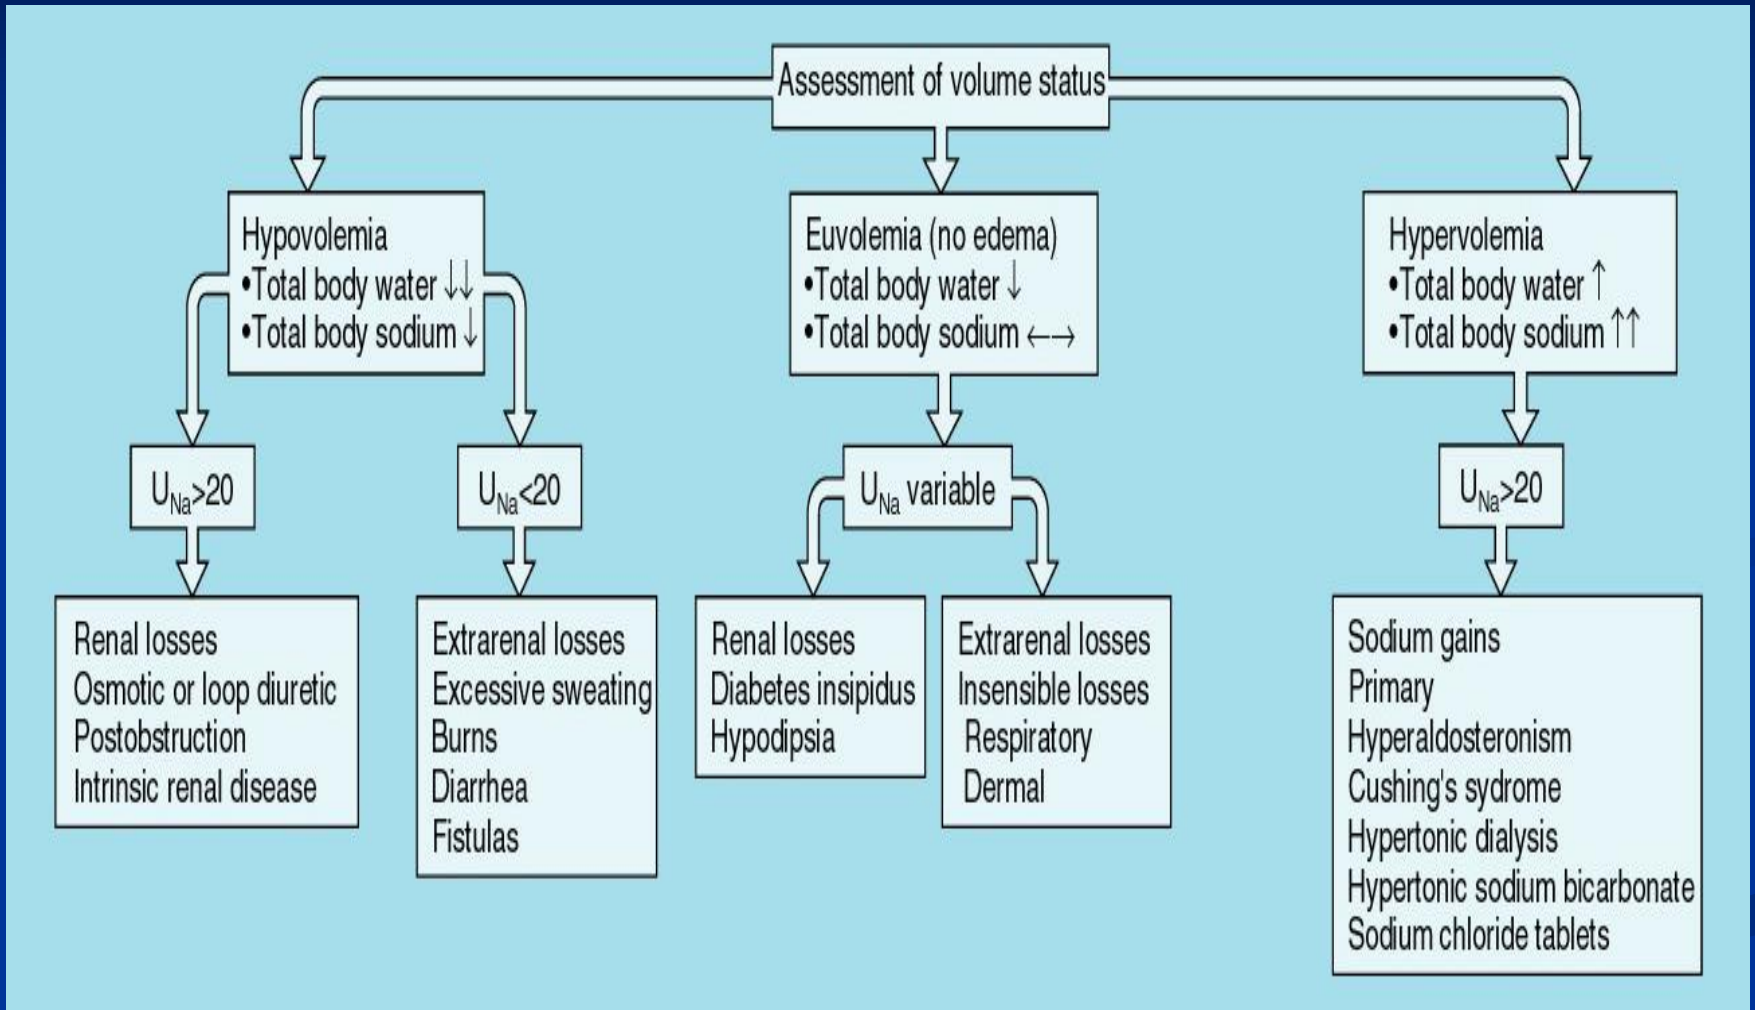 Assessment of volume status
Hypovolemia
•Total body water ↓↓
•Total body sodium ↓
Euvolemia (no edema)
•Total body water ↓
•Total body sodium ←→
Hypervolemia
•Total body water ↑
•Total body sodium ↑↑
UNa>20
UNa<20
UNa variable
UNa>20
Renal losses
Osmotic or loop diuretic
Postobstruction
Intrinsic renal disease
Extrarenal losses
Excessive sweating
Burns
Diarrhea
Fistulas
Renal losses
Diabetes insipidus
Hypodipsia
Extrarenal losses
Insensible losses
Respiratory
Dermal
Sodium gains
Primary
Hyperaldosteronism
Cushing's sydrome
Hypertonic dialysis
Hypertonic sodium bicarbonate
Sodium chloride tablets